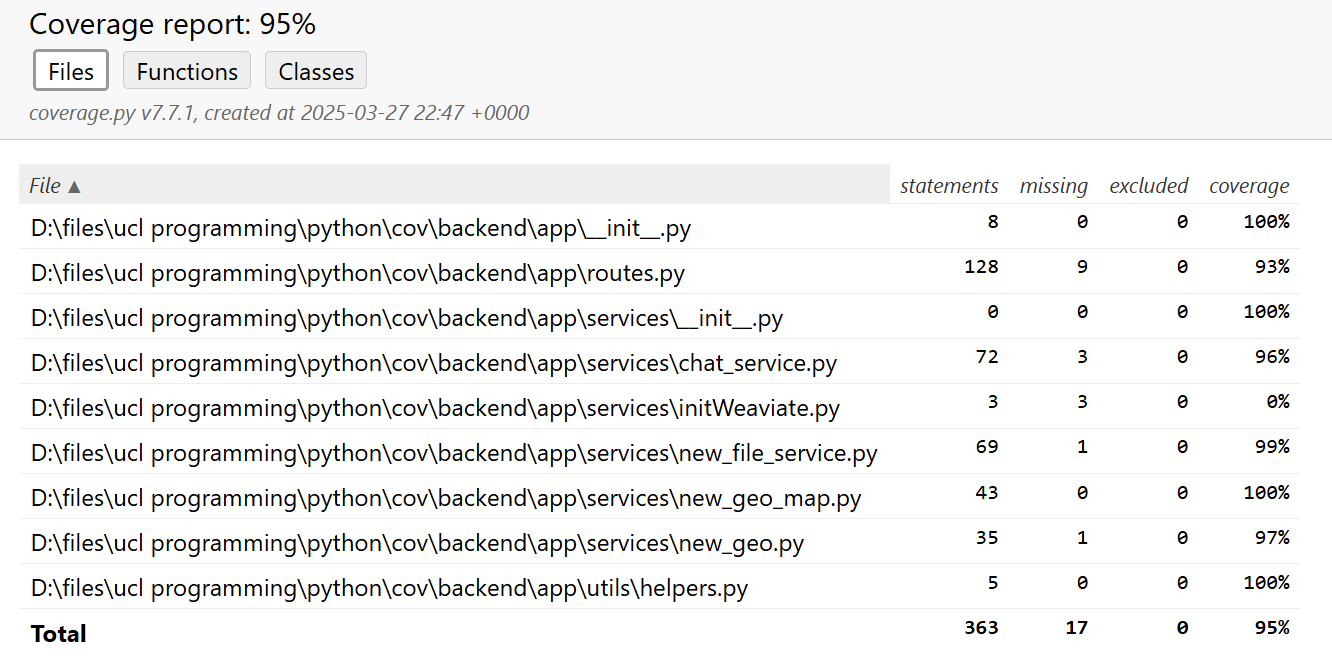 Coverage report: 95%
Files Functions Classes
coverage.py v7.7.1, created at 2025-03-27 22:47 +0000
File ▲ statements missing excluded coverage
D:\files\ucl programming\python\cov\backend\app\__init__.py 8 0 0 100%
D:\files\ucl programming\python\cov\backend\app\routes.py 128 9 0 93%
D:\files\ucl programming\python\cov\backend\app\services\__init__.py 0 0 0 100%
D:\files\ucl programming\python\cov\backend\app\services\chat_service.py 72 3 0 96%
D:\files\ucl programming\python\cov\backend\app\services\initWeaviate.py 3 3 0 0%
D:\files\ucl programming\python\cov\backend\app\services\new_file_service.py 69 1 0 99%
D:\files\ucl programming\python\cov\backend\app\services\new_geo_map.py 43 0 0 100%
D:\files\ucl programming\python\cov\backend\app\services\new_geo.py 35 1 0 97%
D:\files\ucl programming\python\cov\backend\app\utils\helpers.py 5 0 0 100%
Total 363 17 0 95%